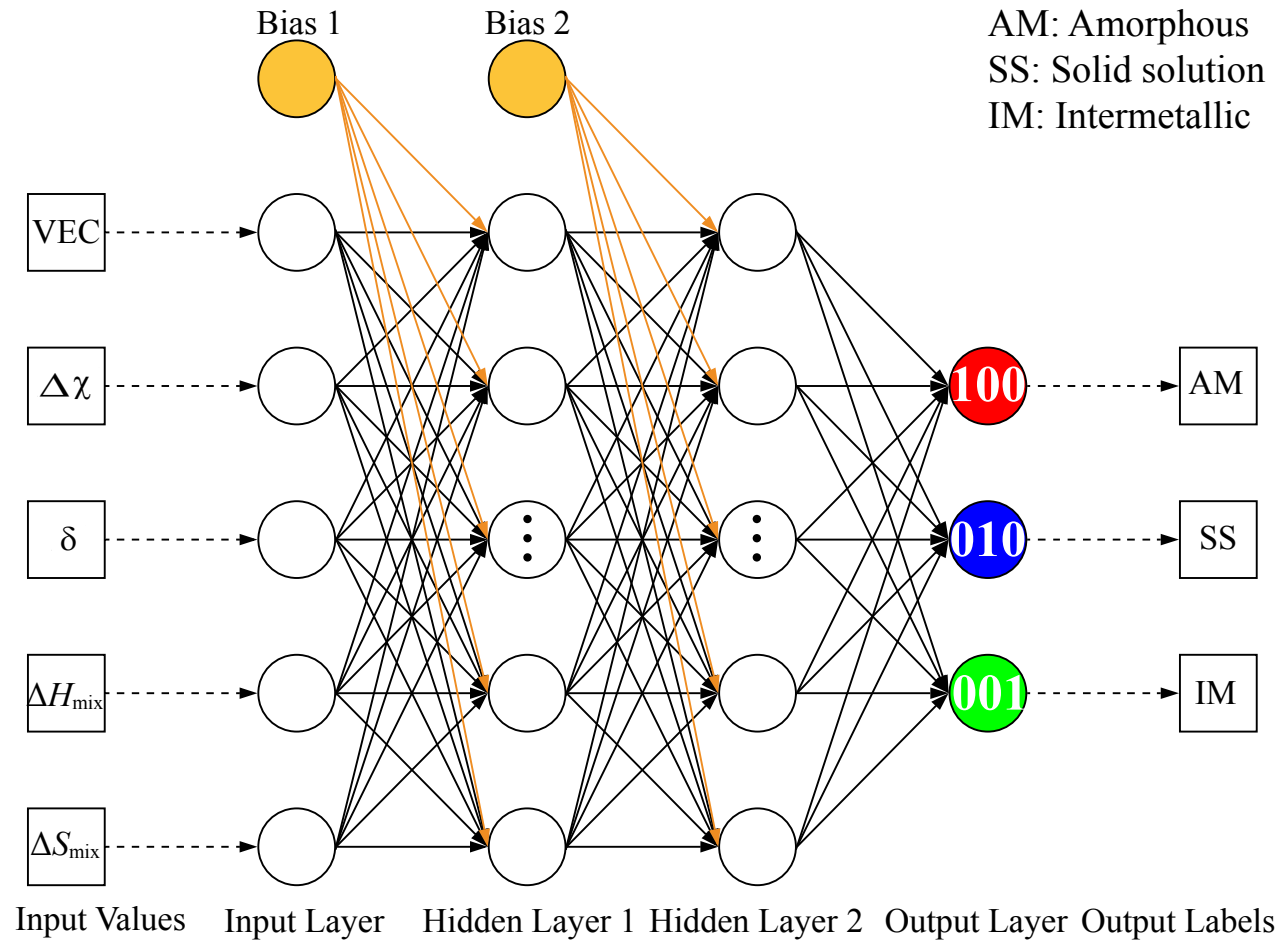 Bias 1
Bias 2
AM: Amorphous
SS: Solid solution
IM: Intermetallic
VEC
Δχ
100
AM
δ
010
SS
ΔHmix
001
IM
ΔSmix
Input Values
Input Layer
Hidden Layer 1
Hidden Layer 2
Output Layer
Output Labels